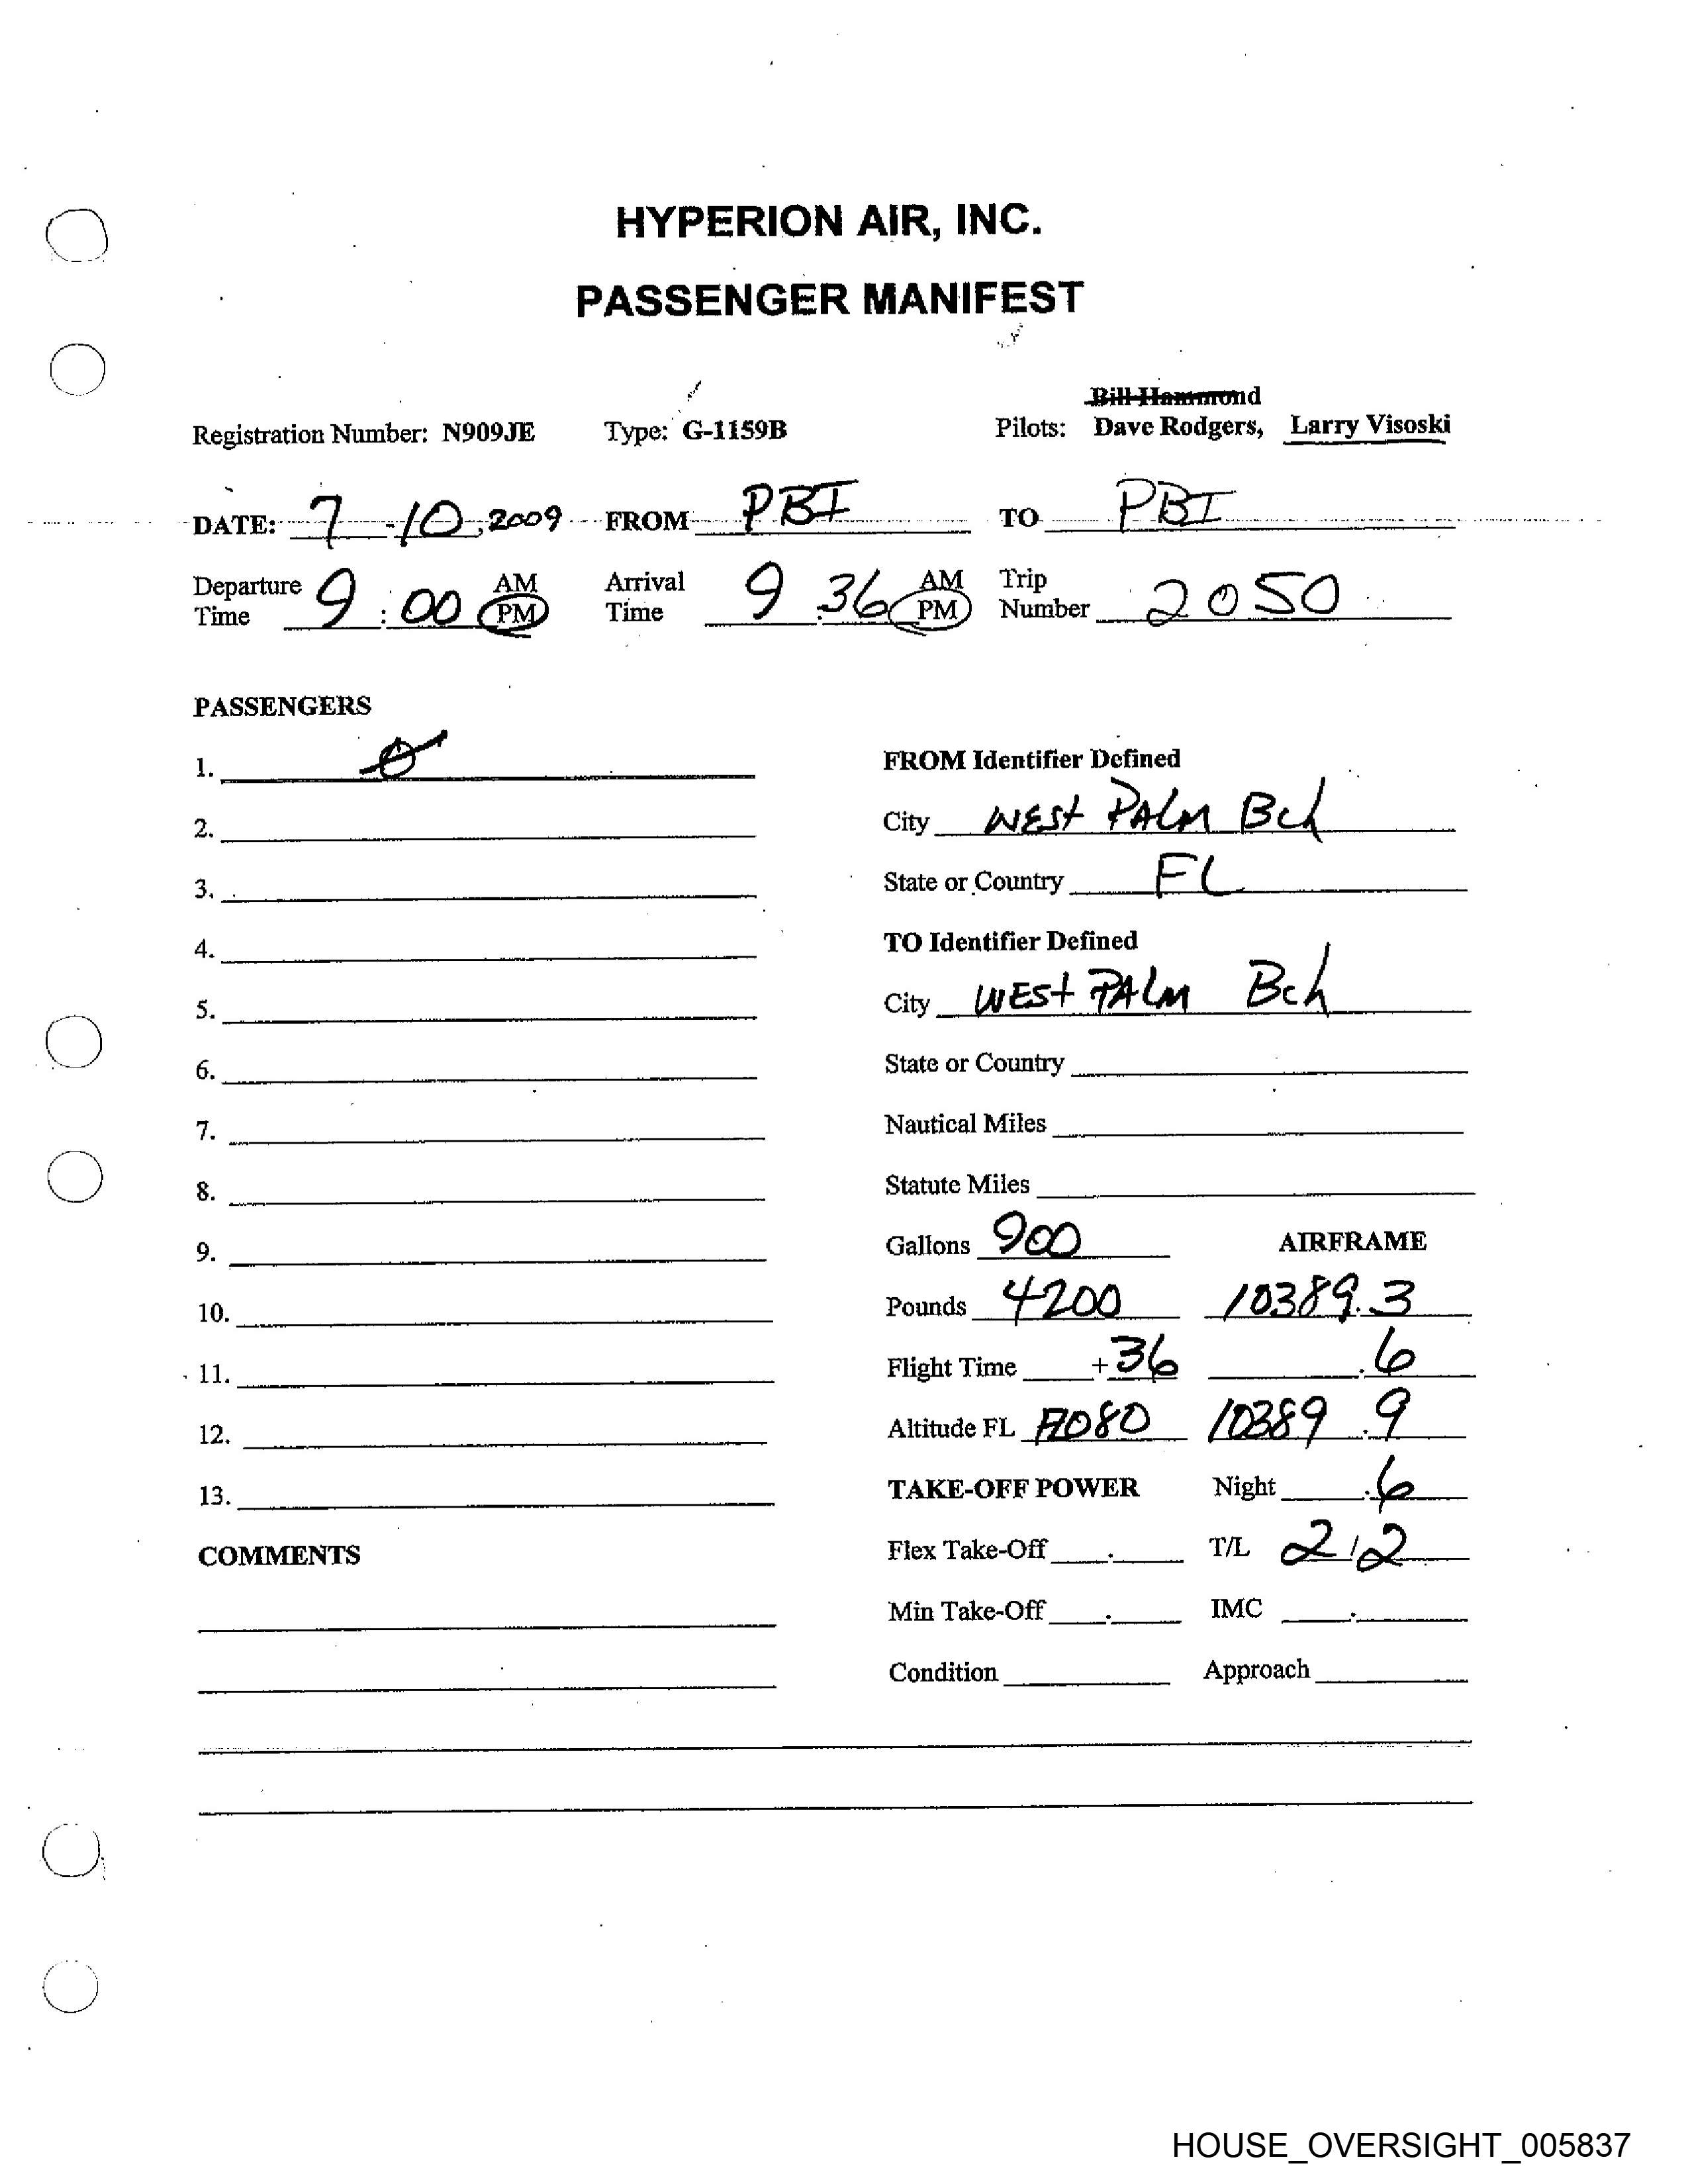 HYPERION AIR, INC.
PASSENGER MANIFEST
Bill Hammond
Registration Number: N909JE Type: G-1159B Pilots: Dave Rodgers, Larry Visoski
DATE: 7-10, 2009 FROM PBI TO PBI
Departure Time 9:00 AM PM Arrival Time 9 36 AM PM Trip Number 2050
PASSENGERS
1. 0
FROM Identifier Defined
2.
City WEST PALM Bch
3.
State or Country FL
4.
TO Identifier Defined
5.
City WEST PALM Bch
6.
State or Country
7.
Nautical Miles
8.
Statute Miles
9.
Gallons 900 AIRFRAME
10.
Pounds 4200 10389.3
11.
Flight Time +36 .6
12.
Altitude FL 080 10389.9
13.
TAKE-OFF POWER Night .6
COMMENTS
Flex Take-Off . T/L 2/2
Min Take-Off . IMC .
Condition Approach
HOUSE_OVERSIGHT_005837